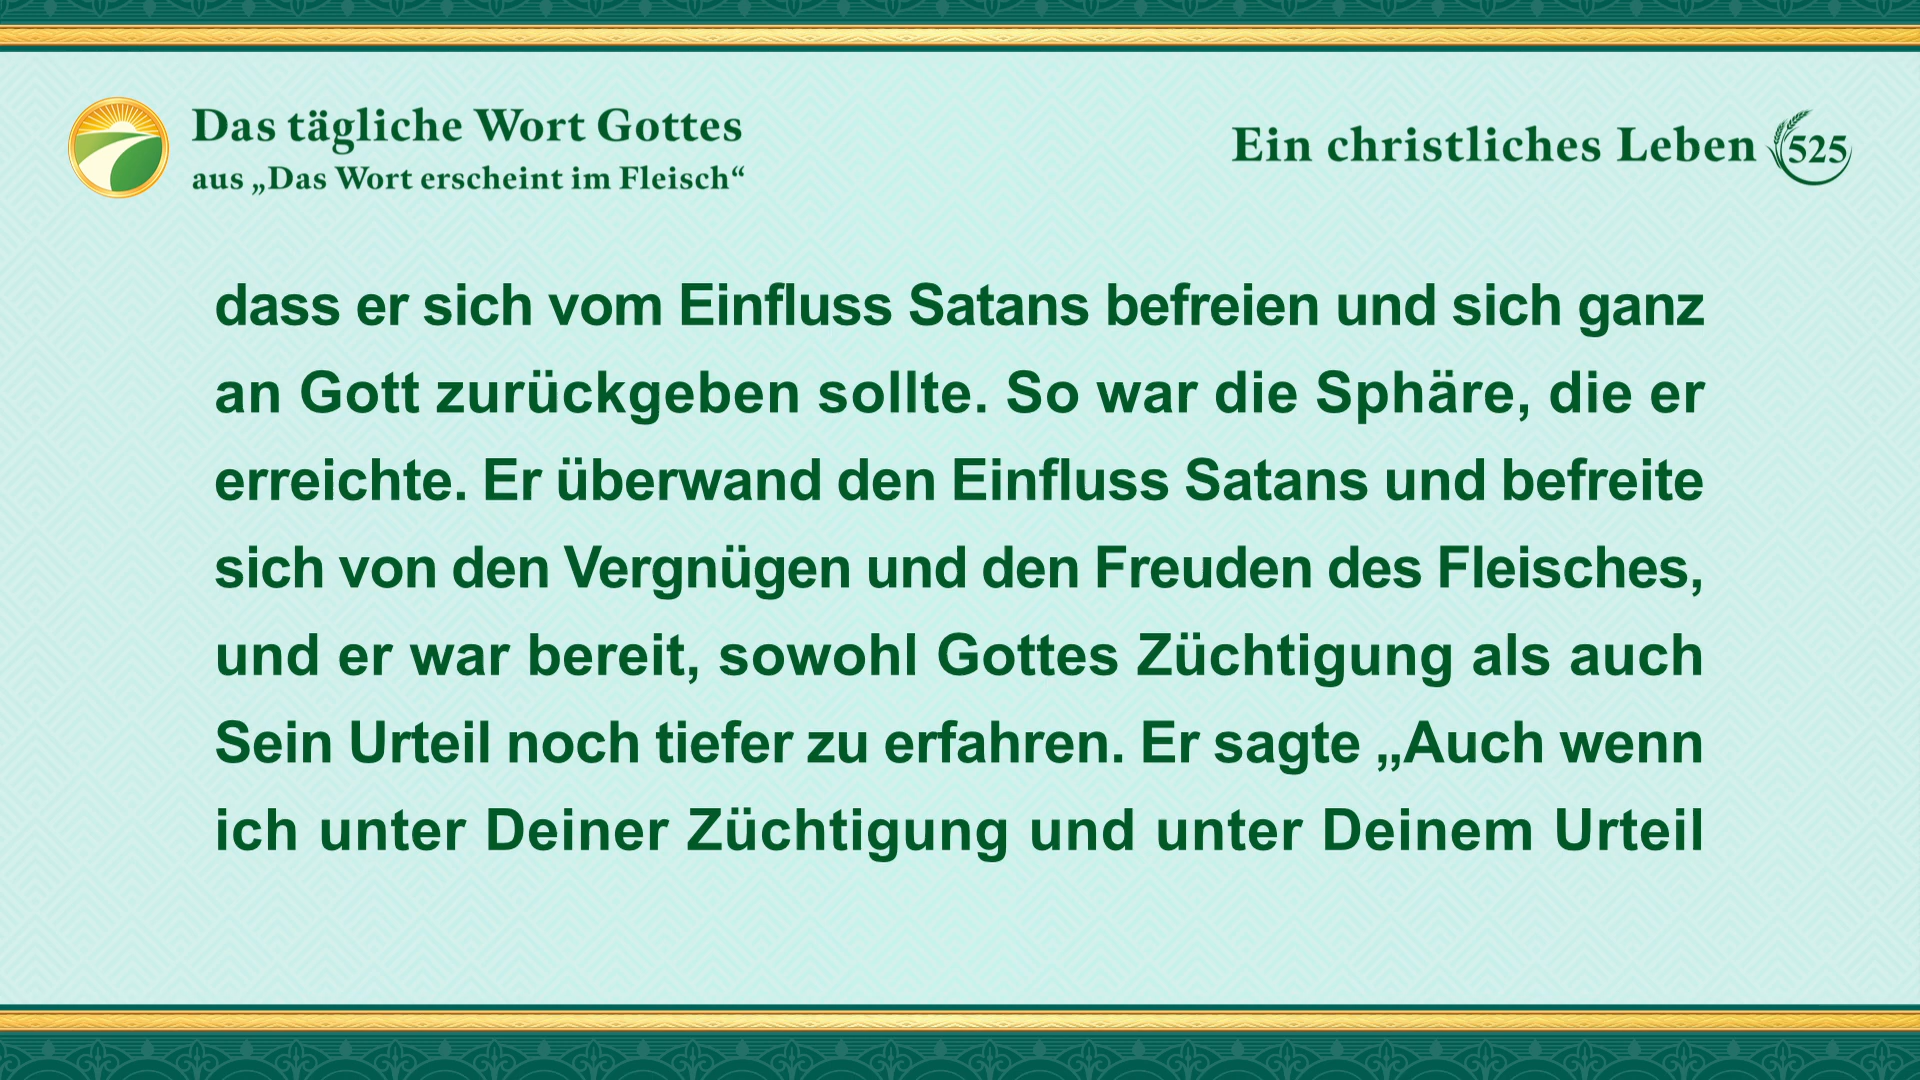 Das tägliche Wort Gottes
aus „Das Wort erscheint im Fleisch“
Ein christliches Leben 525
dass er sich vom Einfluss Satans befreien und sich ganz
an Gott zurückgeben sollte. So war die Sphäre, die er
erreichte. Er überwand den Einfluss Satans und befreite
sich von den Vergnügen und den Freuden des Fleisches,
und er war bereit, sowohl Gottes Züchtigung als auch
Sein Urteil noch tiefer zu erfahren. Er sagte „Auch wenn
ich unter Deiner Züchtigung und unter Deinem Urteil